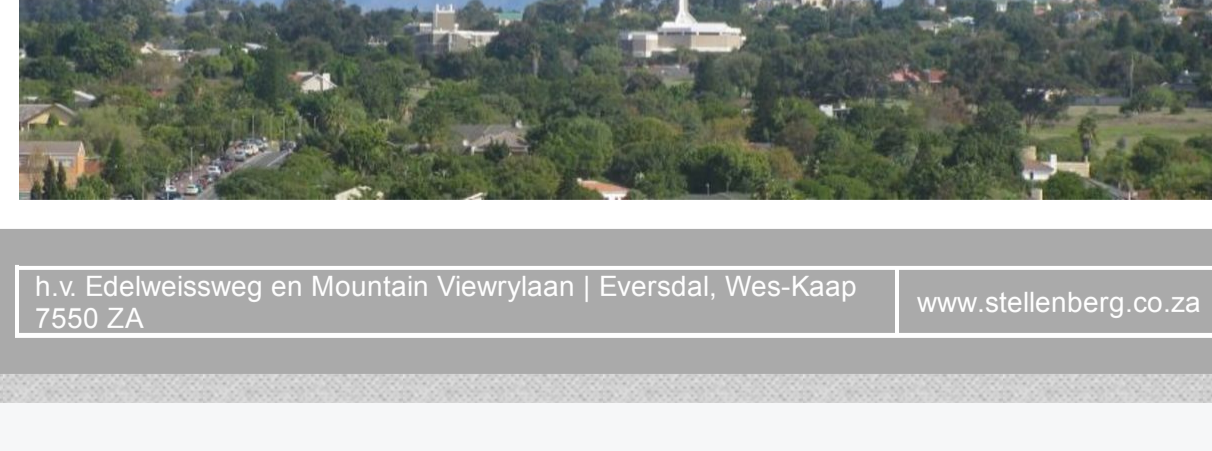 h.v. Edelweissweg en Mountain Viewrylaan | Eversdal, Wes-Kaap
7550 ZA
www.stellenberg.co.za